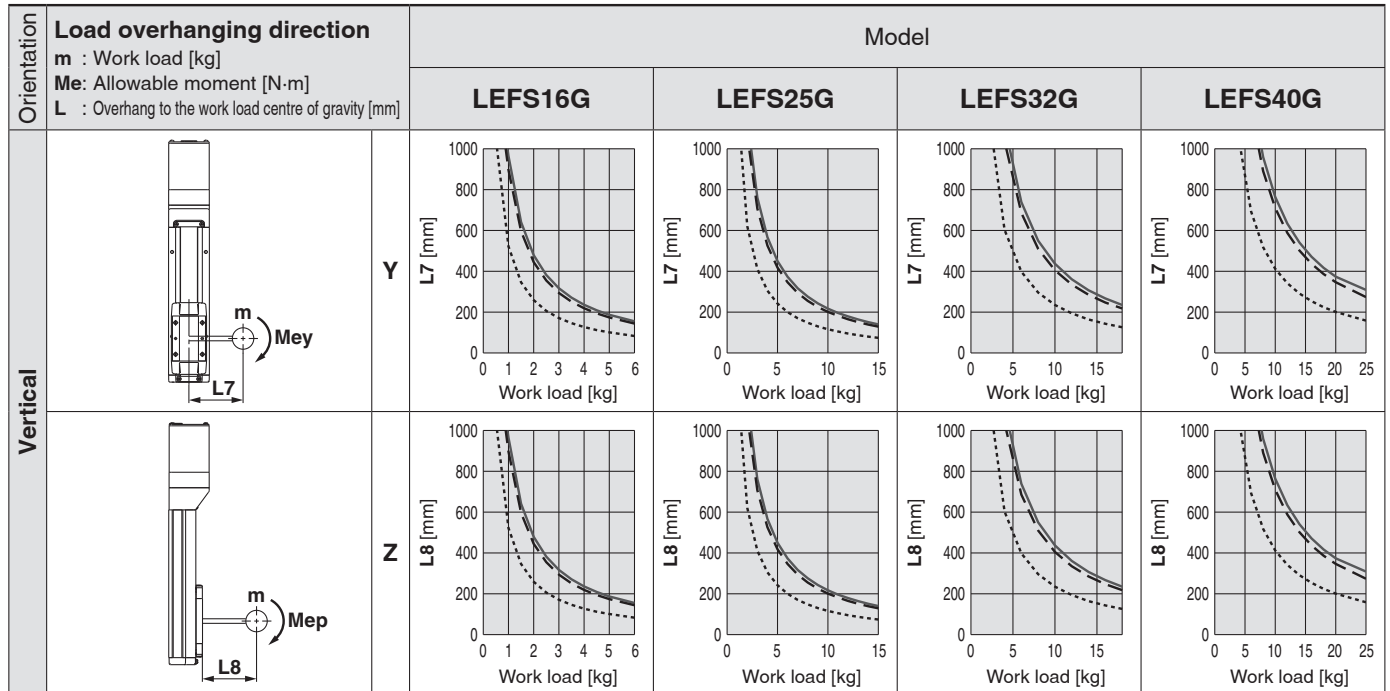 Orientation
Load overhanging direction
m : Work load [kg]
Me: Allowable moment [N·m]
L : Overhang to the work load centre of gravity [mm]
Model
LEFS16G
LEFS25G
LEFS32G
LEFS40G
Vertical
m
Mey
L7
Y
L7 [mm]
1000
800
600
400
200
0
0 1 2 3 4 5 6
Work load [kg]
L7 [mm]
1000
800
600
400
200
0
0 5 10 15
Work load [kg]
L7 [mm]
1000
800
600
400
200
0
0 5 10 15
Work load [kg]
L7 [mm]
1000
800
600
400
200
0
0 5 10 15 20 25
Work load [kg]
m
Mep
L8
Z
L8 [mm]
1000
800
600
400
200
0
0 1 2 3 4 5 6
Work load [kg]
L8 [mm]
1000
800
600
400
200
0
0 5 10 15
Work load [kg]
L8 [mm]
1000
800
600
400
200
0
0 5 10 15
Work load [kg]
L8 [mm]
1000
800
600
400
200
0
0 5 10 15 20 25
Work load [kg]